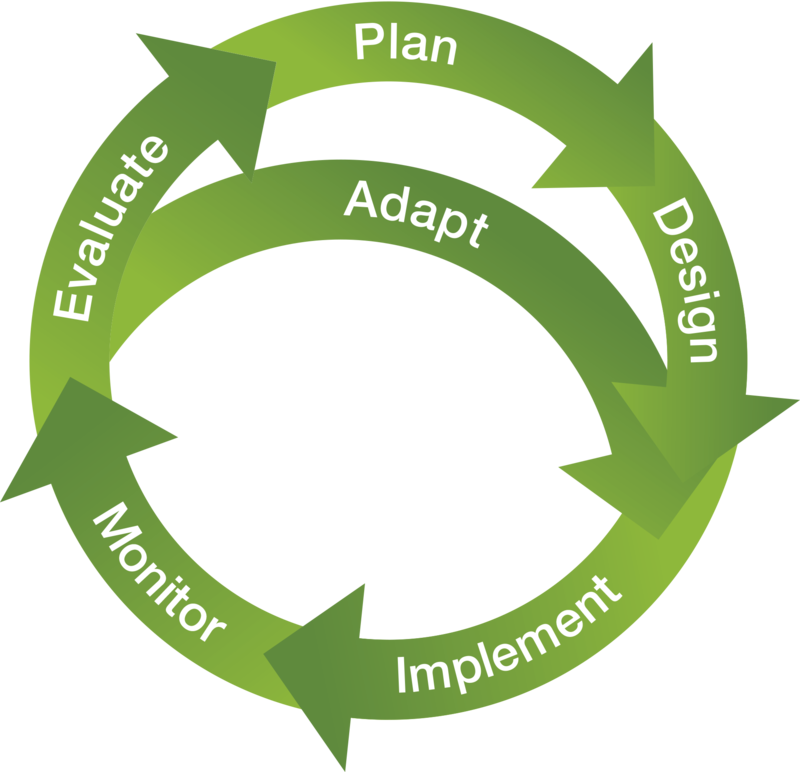 Plan
Design
Implement
Monitor
Evaluate
Adapt